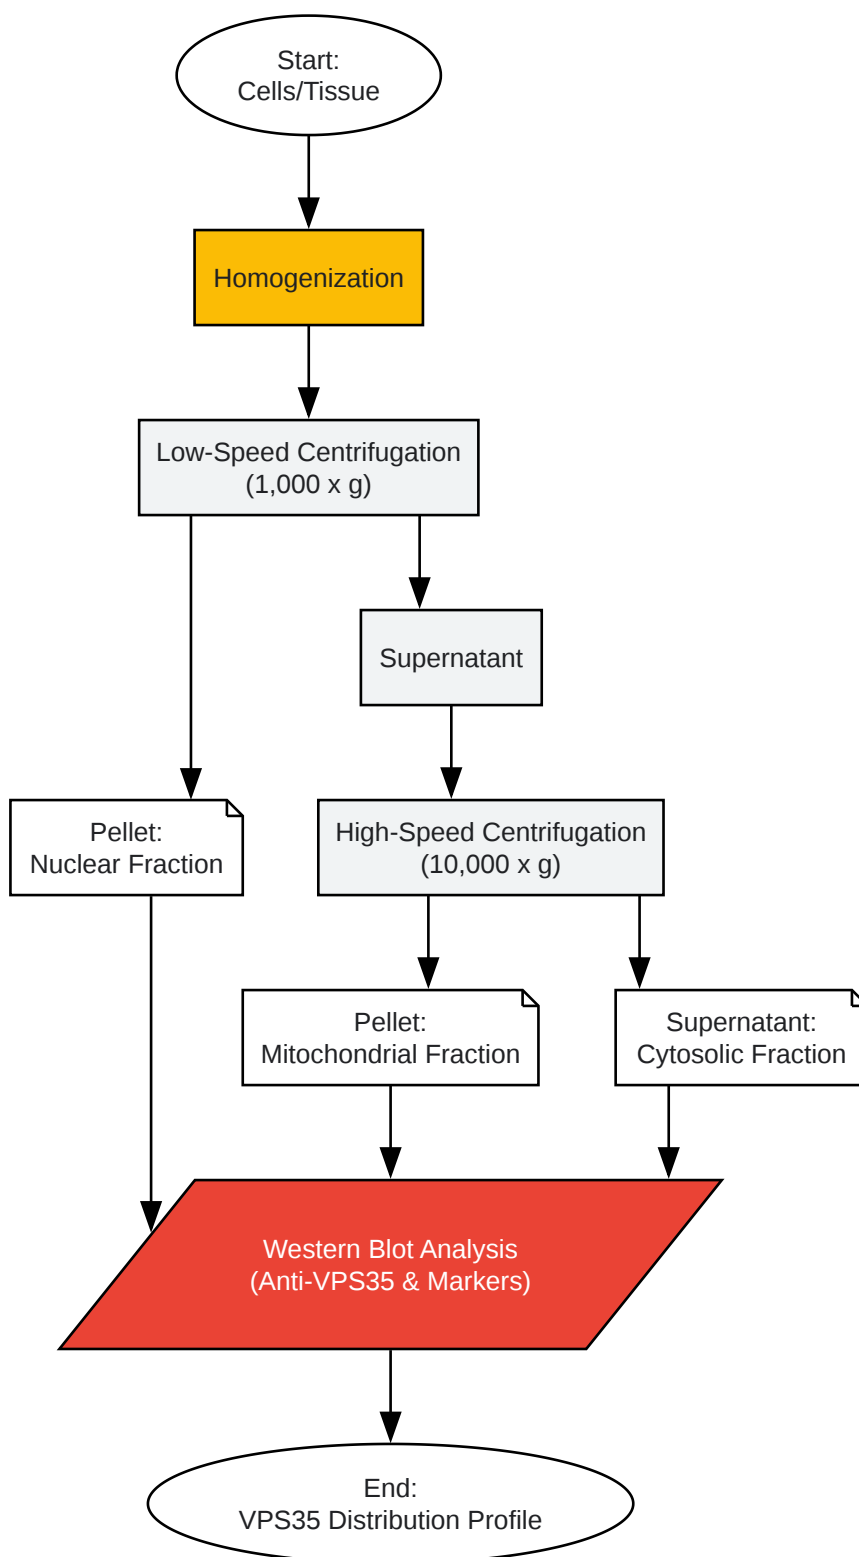 Start:
Cells/Tissue
Homogenization
Low-Speed Centrifugation
(1,000 x g)
Supernatant
Pellet:
Nuclear Fraction
High-Speed Centrifugation
(10,000 x g)
Pellet:
Mitochondrial Fraction
Supernatant:
Cytosolic Fraction
Western Blot Analysis
(Anti-VPS35 & Markers)
End:
VPS35 Distribution Profile